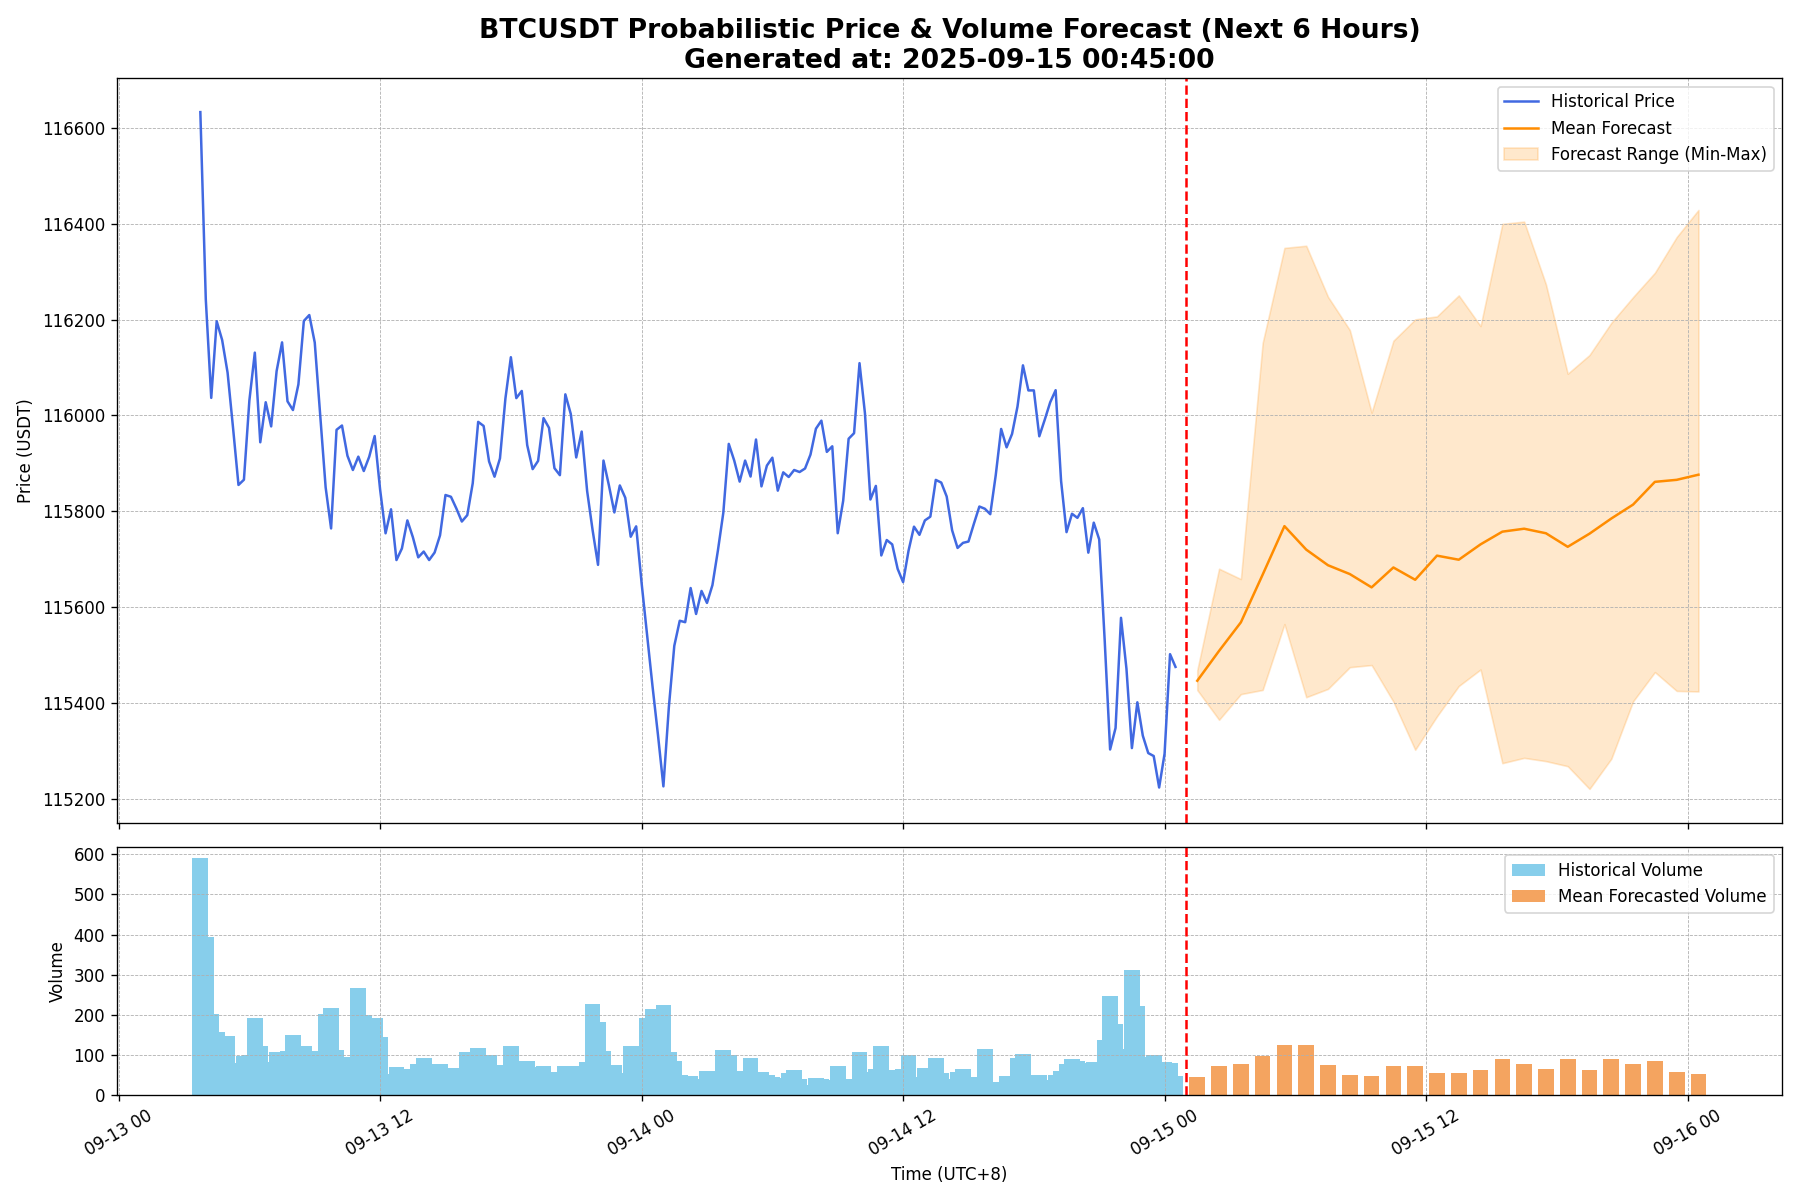 BTCUSDT Probabilistic Price & Volume Forecast (Next 6 Hours)
Generated at: 2025-09-15 00:45:00
Historical Price
Mean Forecast
Forecast Range (Min-Max)
Price (USDT)
116600
116400
116200
116000
115800
115600
115400
115200
Historical Volume
Mean Forecasted Volume
Volume
600
500
400
300
200
100
0
09-13 00
09-13 12
09-14 00
09-14 12
09-15 00
09-15 12
09-16 00
Time (UTC+8)